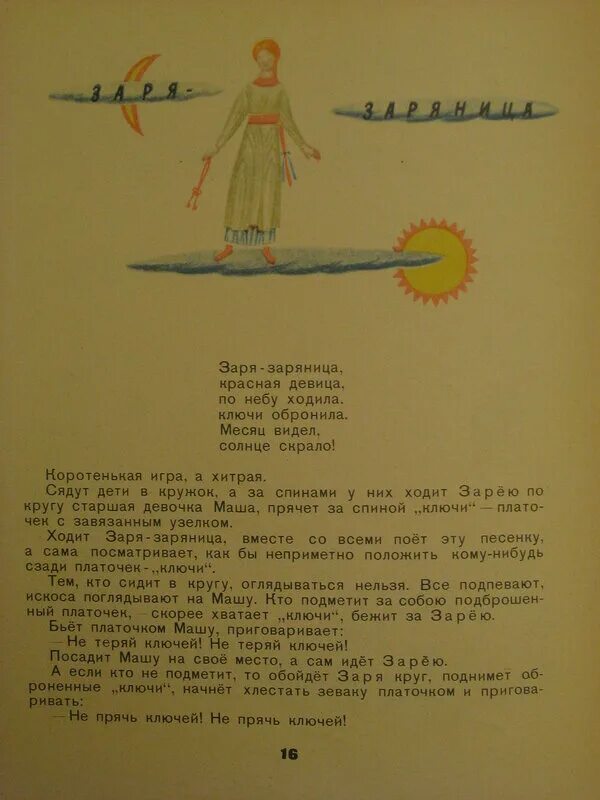 ЗАРЯ-
ЗАРЯНИЦА
Заря-заряница,
красная девица,
по небу ходила.
ключи обронила.
Месяц видел,
солнце скрало!
Коротенькая игра, а хитрая.
Сядут дети в кружок, а за спинами у них ходит Зарёю по
кругу старшая девочка Маша, прячет за спиной „ключи“ — плато-
чек с завязанным узелком.
Ходит Заря-заряница, вместе со всеми поёт эту песенку,
а сама посматривает, как бы неприметно положить кому-нибудь
сзади платочек-„ключи“.
Тем, кто сидит в кругу, оглядываться нельзя. Все подпевают,
искоса поглядывают на Машу. Кто подметит за собою подброшен-
ный платочек, — скорее хватает „ключи“, бежит за Зарёю.
Бьёт платочком Машу, приговаривает:
— Не теряй ключей! Не теряй ключей!
Посадит Машу на своё место, а сам идёт Зарёю.
А если кто не подметит, то обойдёт Заря круг, поднимет об-
роненные „ключи“, начнёт хлестать зеваку платочком и пригова-
ривать:
— Не прячь ключей! Не прячь ключей!
16